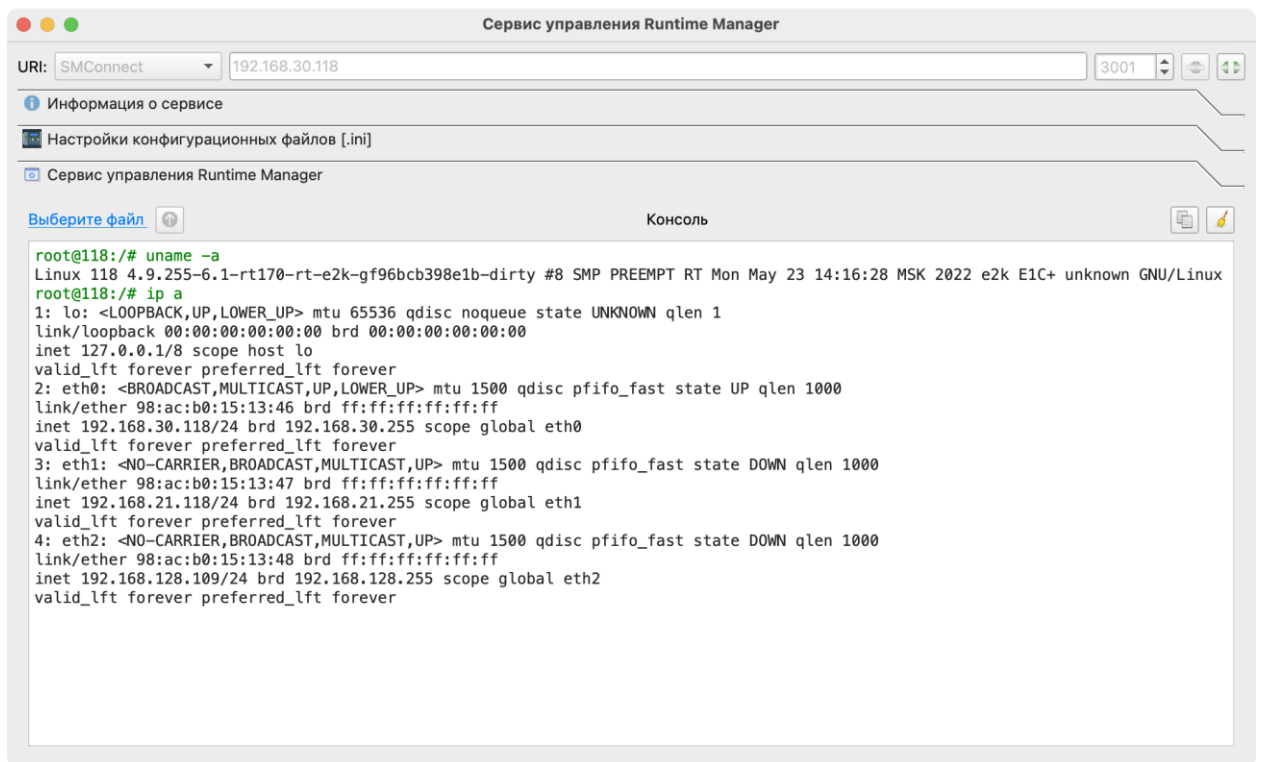 Сервис управления Runtime Manager
URI: SMConnect 192.168.30.118 3001
Информация о сервисе
Настройки конфигурационных файлов [.ini]
Сервис управления Runtime Manager
Выберите файл Консоль
root@118:/# uname -a
Linux 118 4.9.255-6.1-rt170-rt-e2k-gf96bcb398e1b-dirty #8 SMP PREEMPT RT Mon May 23 14:16:28 MSK 2022 e2k E1C+ unknown GNU/Linux
root@118:/# ip a
1: lo: <LOOPBACK,UP,LOWER_UP> mtu 65536 qdisc noqueue state UNKNOWN qlen 1
link/loopback 00:00:00:00:00:00 brd 00:00:00:00:00:00
inet 127.0.0.1/8 scope host lo
valid_lft forever preferred_lft forever
2: eth0: <BROADCAST,MULTICAST,UP,LOWER_UP> mtu 1500 qdisc pfifo_fast state UP qlen 1000
link/ether 98:ac:b0:15:13:46 brd ff:ff:ff:ff:ff:ff
inet 192.168.30.118/24 brd 192.168.30.255 scope global eth0
valid_lft forever preferred_lft forever
3: eth1: <NO-CARRIER,BROADCAST,MULTICAST,UP> mtu 1500 qdisc pfifo_fast state DOWN qlen 1000
link/ether 98:ac:b0:15:13:47 brd ff:ff:ff:ff:ff:ff
inet 192.168.21.118/24 brd 192.168.21.255 scope global eth1
valid_lft forever preferred_lft forever
4: eth2: <NO-CARRIER,BROADCAST,MULTICAST,UP> mtu 1500 qdisc pfifo_fast state DOWN qlen 1000
link/ether 98:ac:b0:15:13:48 brd ff:ff:ff:ff:ff:ff
inet 192.168.128.109/24 brd 192.168.128.255 scope global eth2
valid_lft forever preferred_lft forever